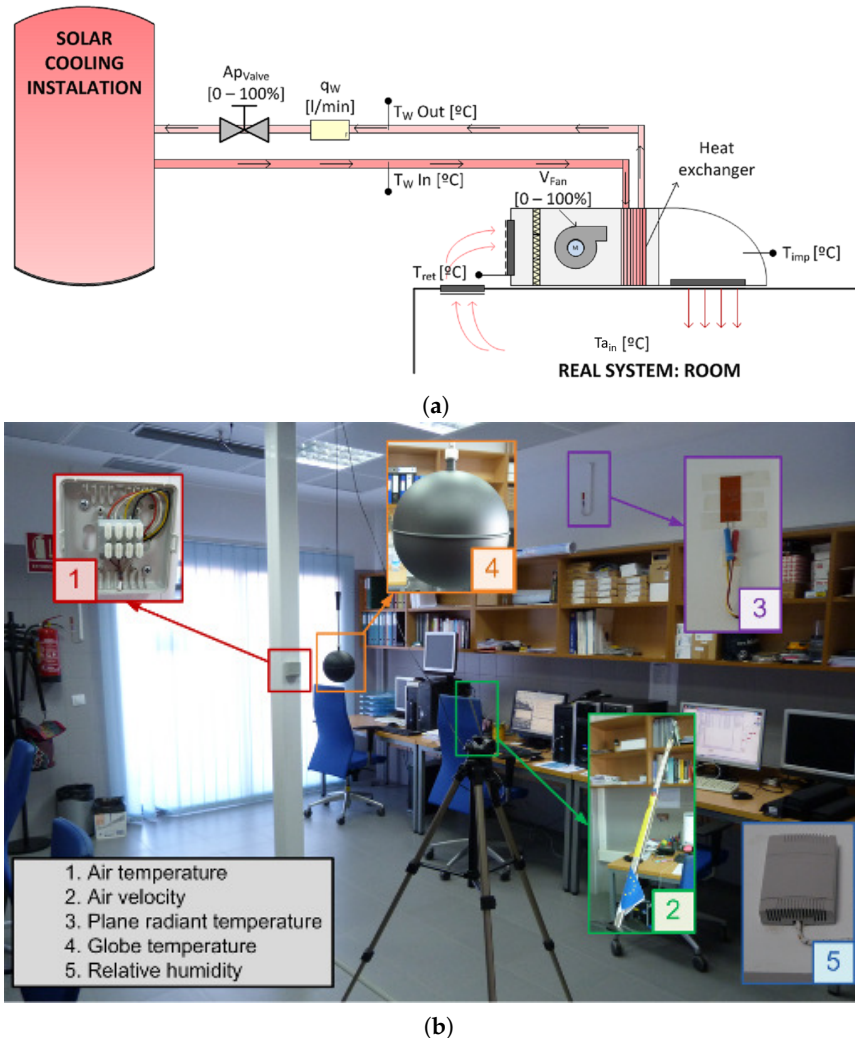 SOLAR
COOLING
INSTALATION
Ap_Valve
[0 – 100%]
q_W
[l/min]
T_W Out [ºC]
T_W In [ºC]
V_Fan
[0 – 100%]
Heat
exchanger
M
T_ret [ºC]
T_imp [ºC]
Ta_in [ºC]
REAL SYSTEM: ROOM
(a)
1
4
3
2
5
1. Air temperature
2. Air velocity
3. Plane radiant temperature
4. Globe temperature
5. Relative humidity
(b)